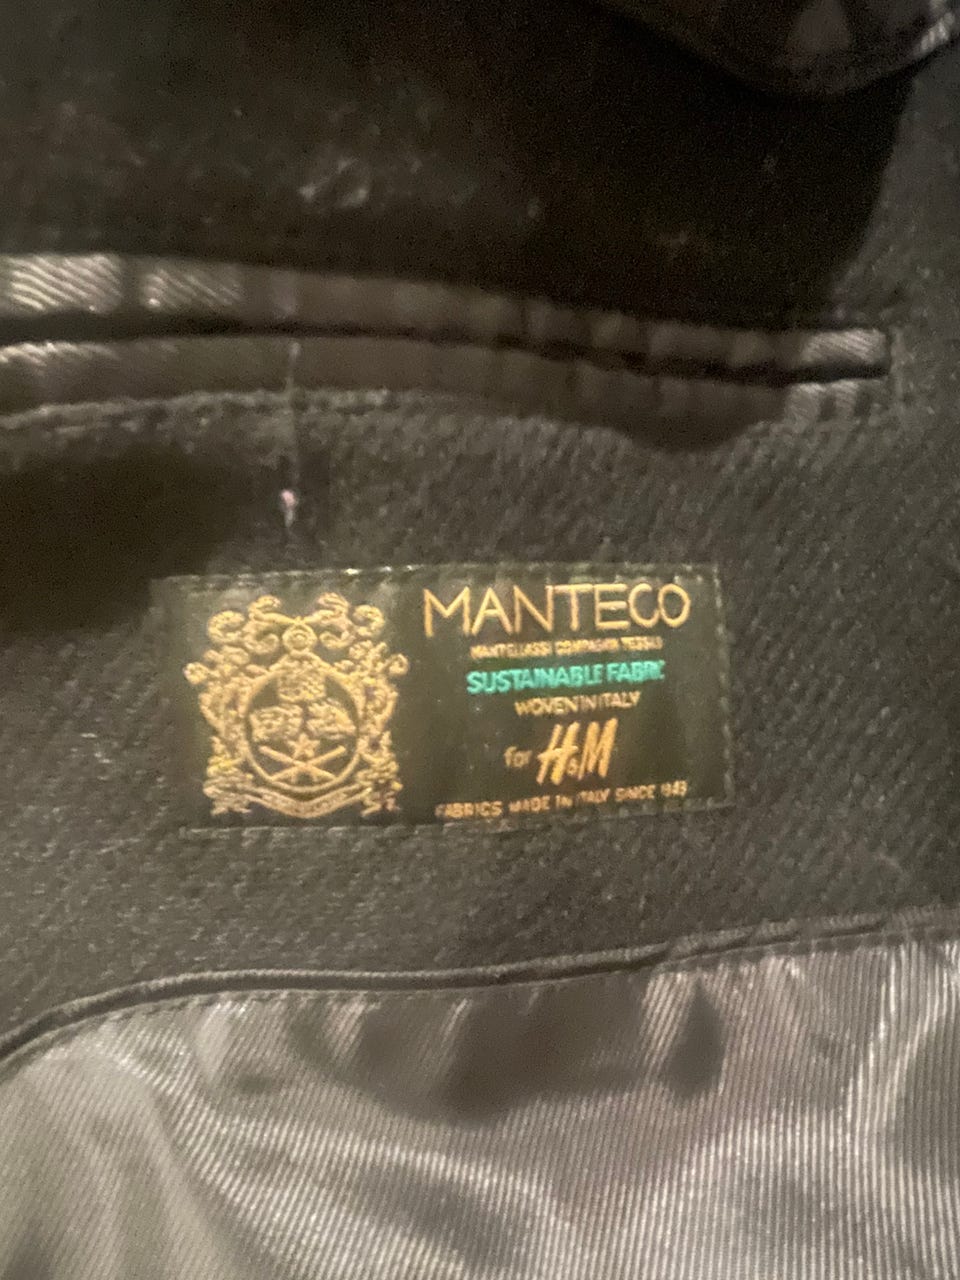 MANTECO
MANTELLASSI COMPAGNIA TESSILE
SUSTAINABLE FABRIC
WOVEN IN ITALY
for H&M
FABRICS MADE IN ITALY SINCE 1943